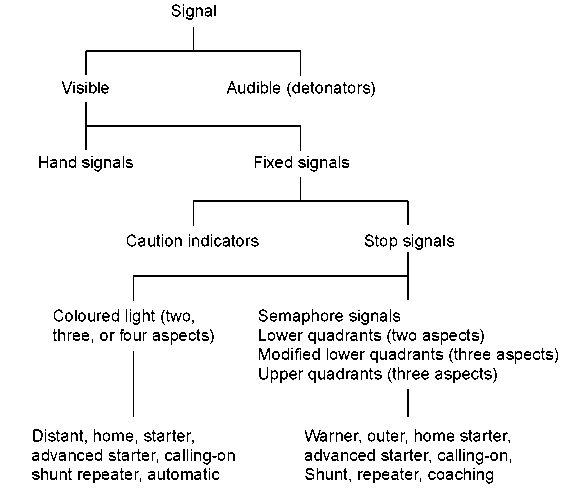 Signal
Visible
Audible (detonators)
Hand signals
Fixed signals
Caution indicators
Stop signals
Coloured light (two,
three, or four aspects)
Semaphore signals
Lower quadrants (two aspects)
Modified lower quadrants (three aspects)
Upper quadrants (three aspects)
Distant, home, starter,
advanced starter, calling-on
shunt repeater, automatic
Warner, outer, home starter,
advanced starter, calling-on,
Shunt, repeater, coaching